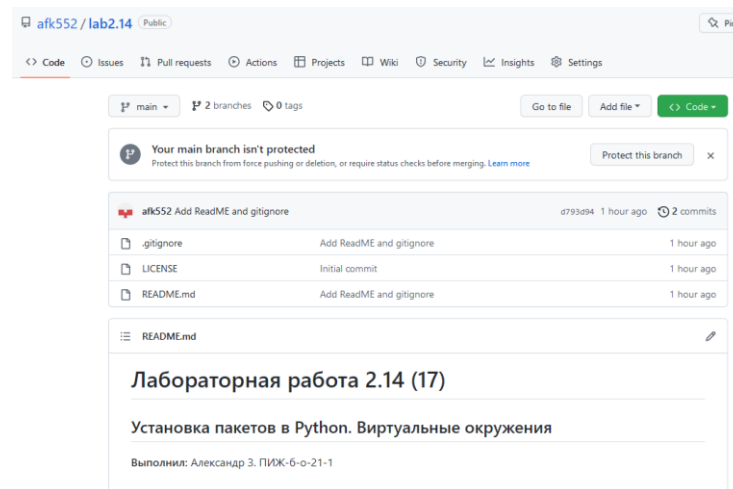 afk552 / lab2.14 Public
Code Issues Pull requests Actions Projects Wiki Security Insights Settings
main 2 branches 0 tags Go to file Add file Code
Your main branch isn't protected
Protect this branch from force pushing or deletion, or require status checks before merging. Learn more
Protect this branch
afk552 Add ReadME and gitignore d793d94 1 hour ago 2 commits
.gitignore Add ReadME and gitignore 1 hour ago
LICENSE Initial commit 1 hour ago
README.md Add ReadME and gitignore 1 hour ago
README.md
Лабораторная работа 2.14 (17)
Установка пакетов в Python. Виртуальные окружения
Выполнил: Александр З. ПИЖ-б-о-21-1